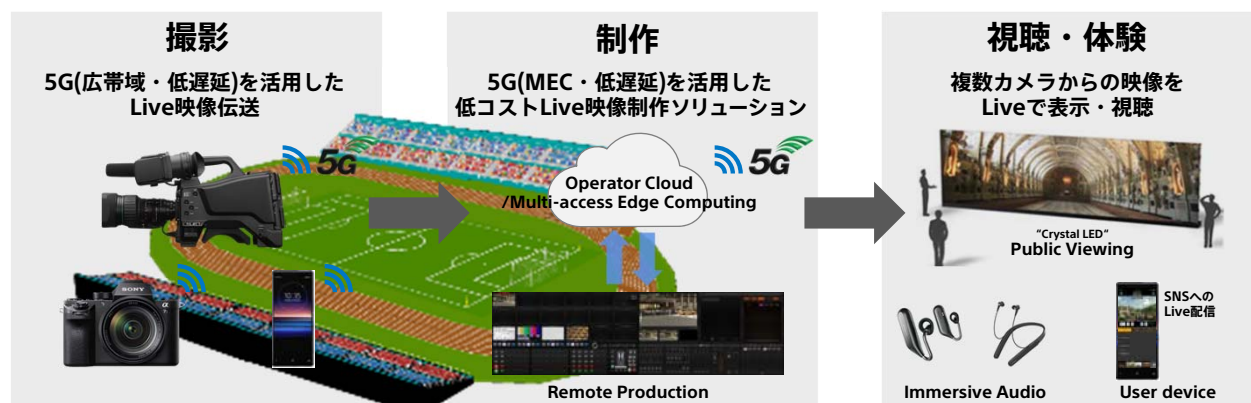 撮影
5G(広帯域・低遅延)を活用した
Live映像伝送
5G
SONY
α
10:35
制作
5G(MEC・低遅延)を活用した
低コストLive映像制作ソリューション
5G
Operator Cloud
/Multi-access Edge Computing
Remote Production
視聴・体験
複数カメラからの映像を
Liveで表示・視聴
“Crystal LED”
Public Viewing
SNSへの
Live配信
Immersive Audio
User device